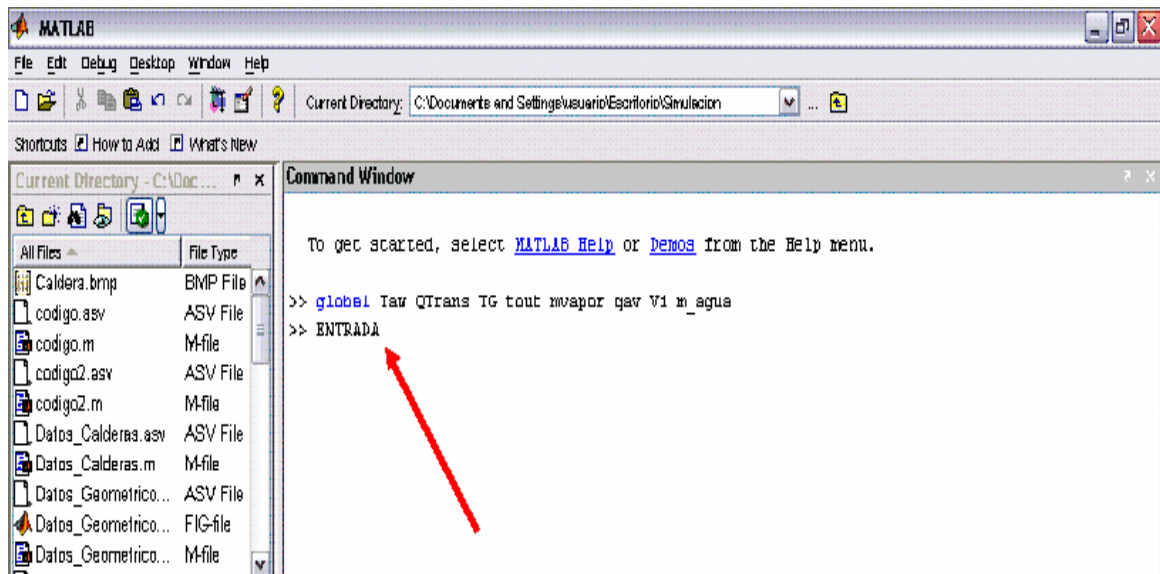 MATLAB
File Edit Debug Desktop Window Help
Current Directory: C:\Documents and Settings\usuario\Escritorio\Simulacion ...
Shortcuts How to Add What's New
Current Directory - C:\Doc ...
All Files File Type
Caldera.bmp BMP File
codigo.asv ASV File
codigo.m M-file
codigo2.asv ASV File
codigo2.m M-file
Datos_Calderas.asv ASV File
Datos_Calderas.m M-file
Datos_Geometrico... ASV File
Datos_Geometrico... FIG-file
Datos_Geometrico... M-file
Command Window
To get started, select MATLAB Help or Demos from the Help menu.
>> global Taw QTrans TG tout mvapor qav V1 m_agua
>> ENTRADA